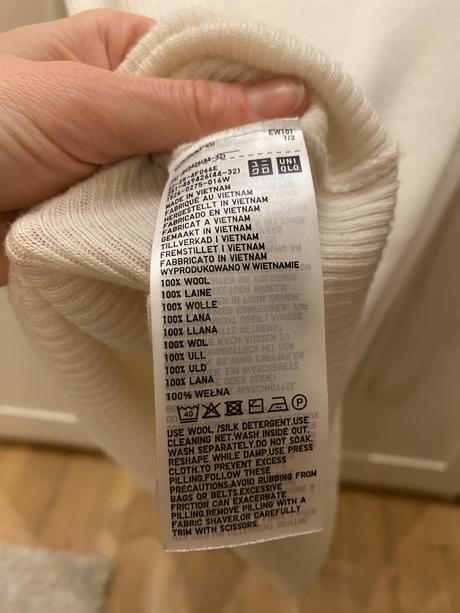 EW101
1/2
UNI
QLO
469426(44-32)
0275-016W
MADE IN VIETNAM
FABRIQUÉ AU VIETNAM
HERGESTELLT IN VIETNAM
FABRICADO EN VIETNAM
FABRICAT A VIETNAM
GEMAAKT IN VIETNAM
TILLVERKAD I VIETNAM
FREMSTILLET I VIETNAM
FABBRICATO IN VIETNAM
WYPRODUKOWANO W WIETNAMIE
100% WOOL
100% LAINE
100% WOLLE
100% LANA
100% LLANA
100% WOL
100% ULL
100% ULD
100% LANA
100% WEŁNA
40 P
USE WOOL /SILK DETERGENT.USE
CLEANING NET.WASH INSIDE OUT.
WASH SEPARATELY.DO NOT SOAK.
RESHAPE WHILE DAMP.USE PRESS
CLOTH.TO PREVENT EXCESS
PILLING,FOLLOW THESE
PRECAUTIONS:AVOID RUBBING FROM
BAGS OR BELTS.EXCESSIVE
FRICTION CAN EXACERBATE
PILLING.REMOVE PILLING WITH A
FABRIC SHAVER,OR CAREFULLY
TRIM WITH SCISSORS.